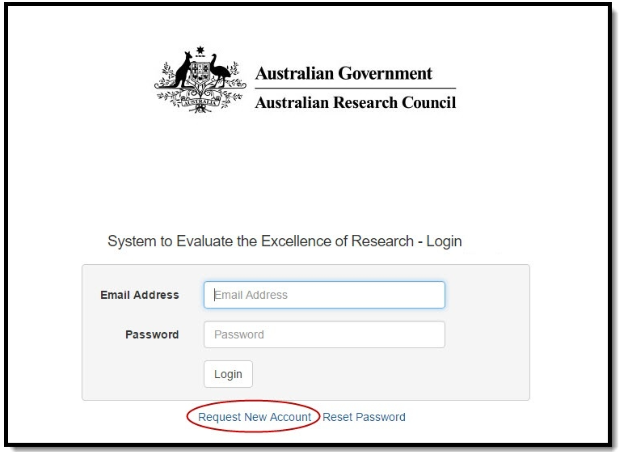 Australian Government
Australian Research Council
AUSTRALIA
System to Evaluate the Excellence of Research - Login
Email Address Email Address
Password Password
Login
Request New Account Reset Password